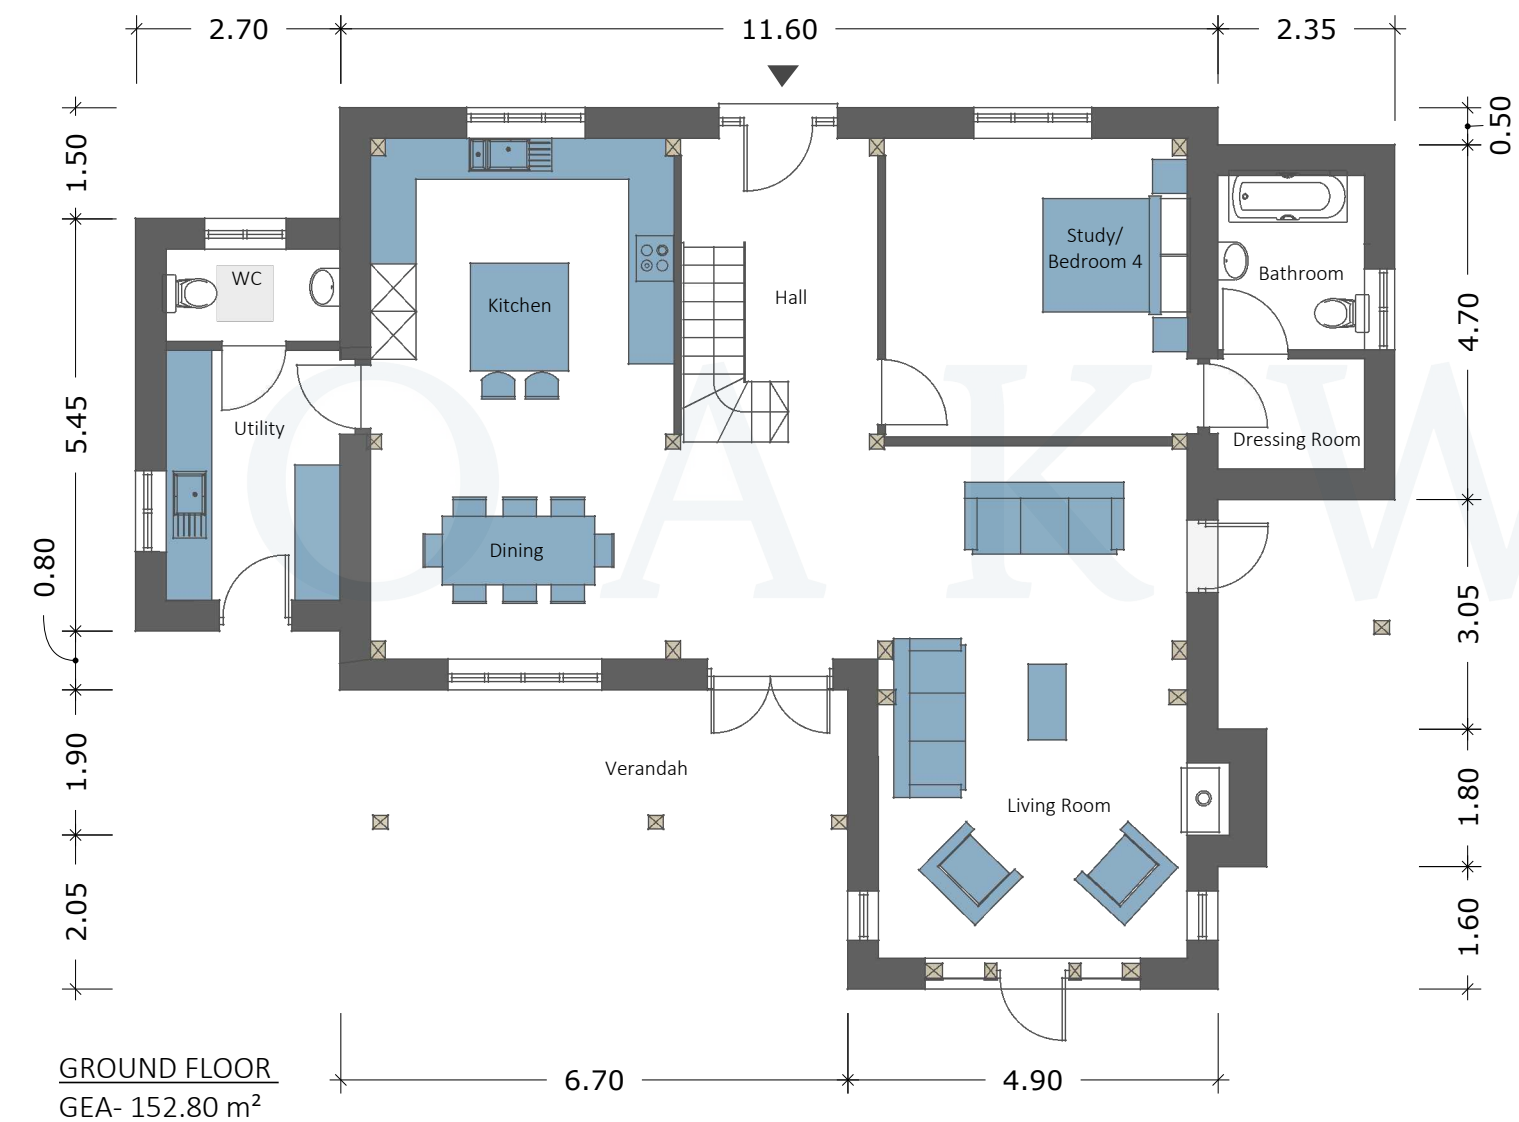 2.70
11.60
2.35
0.50
1.50
4.70
5.45
0.80
3.05
1.90
1.80
2.05
1.60
WC
Kitchen
Hall
Study/
Bedroom 4
Bathroom
Utility
Dressing Room
Dining
Verandah
Living Room
O A K W
6.70
4.90
GROUND FLOOR
GEA- 152.80 m²